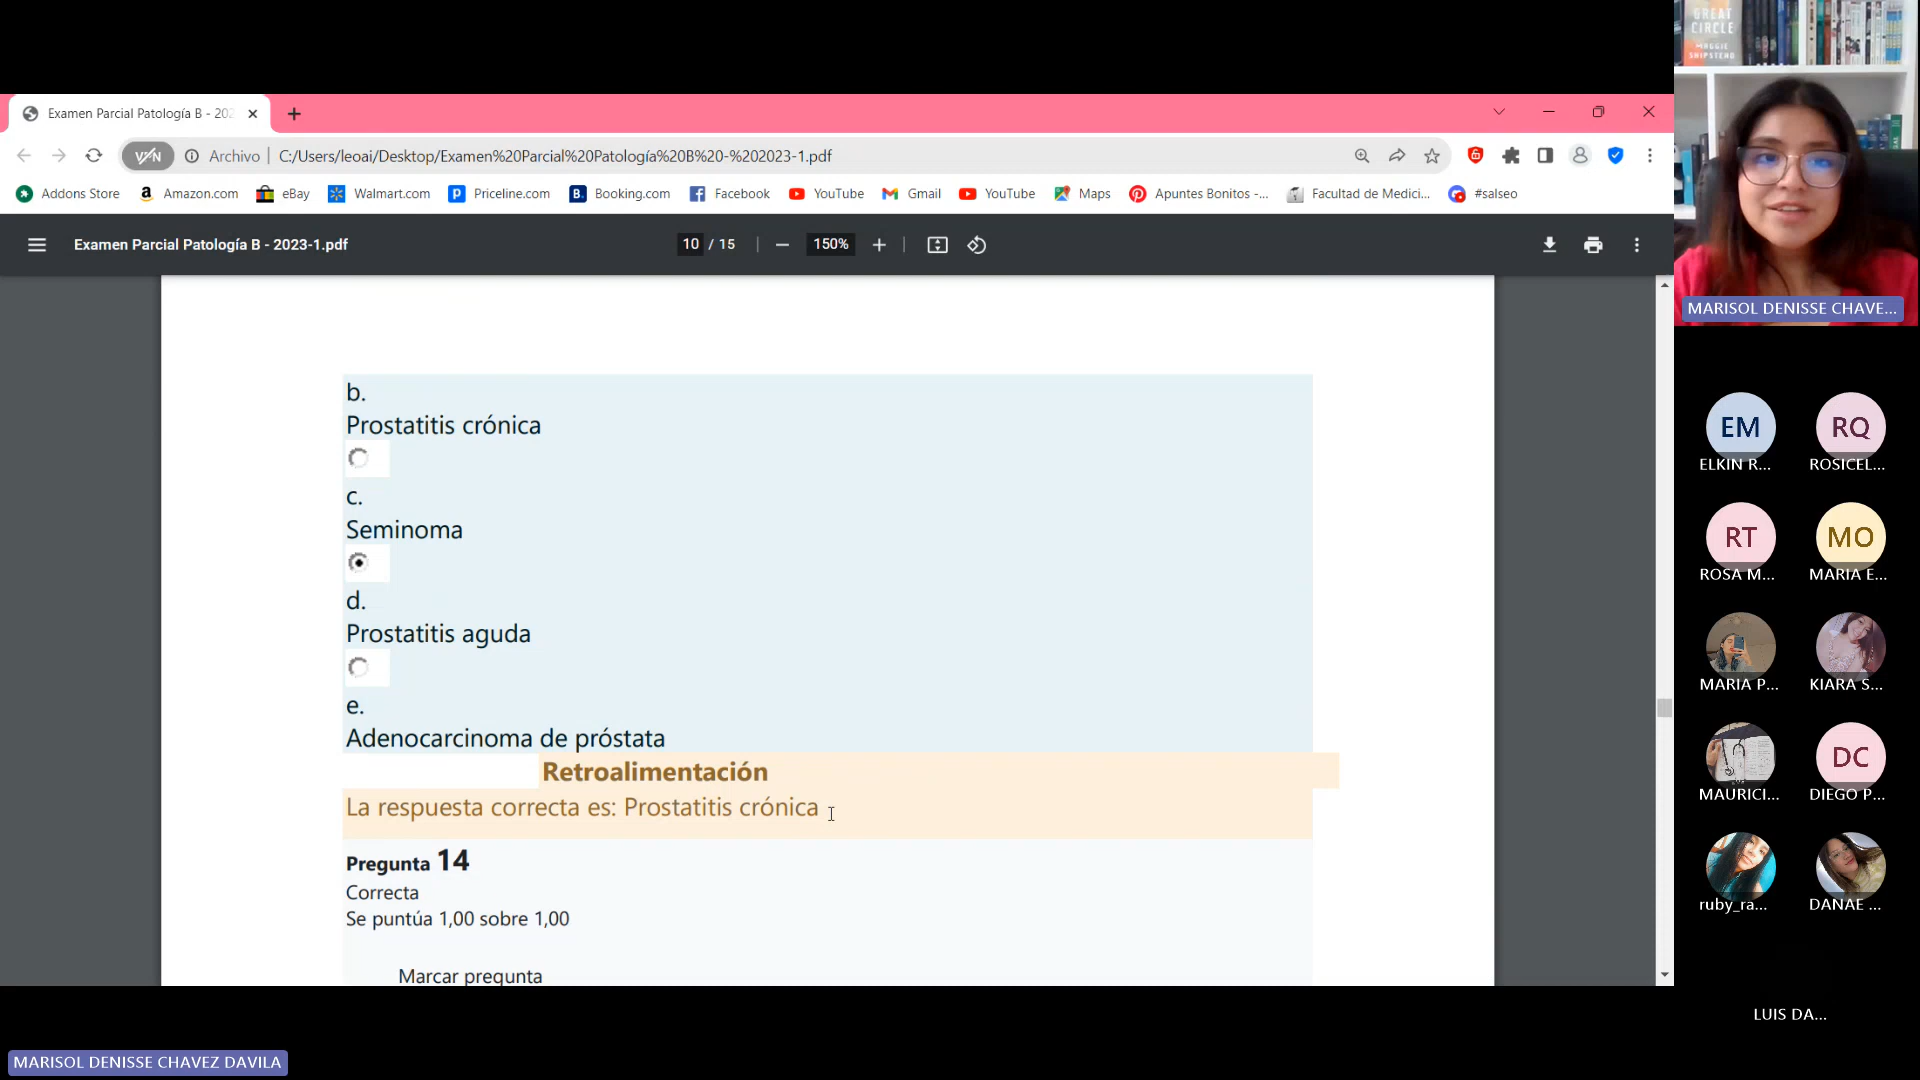 Examen Parcial Patología B - 202
Archivo
C:/Users/leoai/Desktop/Examen%20Parcial%20Patología%20B%20-%202023-1.pdf
Addons Store Amazon.com eBay Walmart.com Priceline.com Booking.com Facebook YouTube Gmail YouTube Maps Apuntes Bonitos -... Facultad de Medici... #salseo
Examen Parcial Patología B - 2023-1.pdf
10 / 15
150%
b.
Prostatitis crónica
c.
Seminoma
d.
Prostatitis aguda
e.
Adenocarcinoma de próstata
Retroalimentación
La respuesta correcta es: Prostatitis crónica
Pregunta 14
Correcta
Se puntúa 1,00 sobre 1,00
Marcar pregunta
GREAT
CIRCLE
MAGGIE
SHIPSTEAD
MARISOL DENISSE CHAVE...
EM
ELKIN R...
RQ
ROSICEL...
RT
ROSA M...
MO
MARIA E...
MARIA P...
KIARA S...
MAURICI...
DC
DIEGO P...
ruby_ra...
DANAE ...
LUIS DA...
MARISOL DENISSE CHAVEZ DAVILA